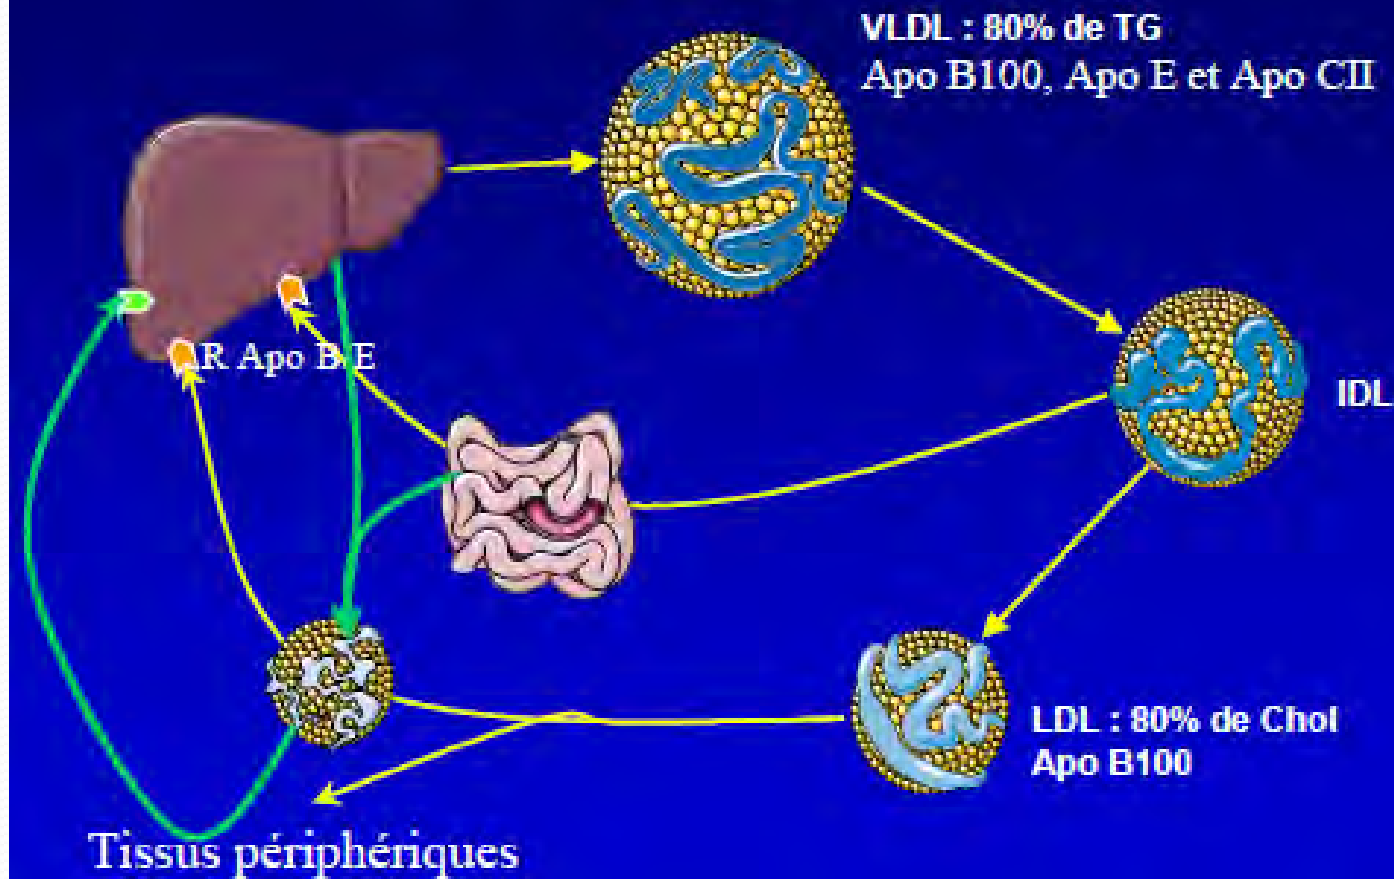 VLDL : 80% de TG
Apo B100, Apo E et Apo CII
R Apo B/E
IDL
LDL : 80% de Chol
Apo B100
Tissus périphériques